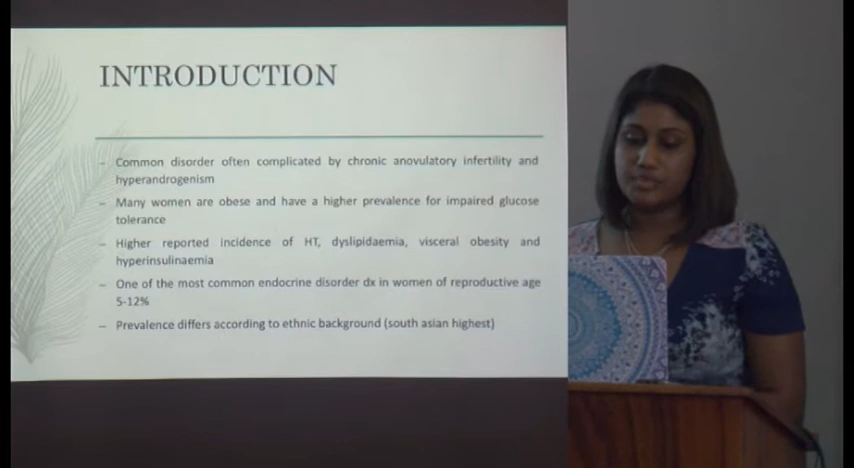 INTRODUCTION
– Common disorder often complicated by chronic anovulatory infertility and
hyperandrogenism
– Many women are obese and have a higher prevalence for impaired glucose
tolerance
– Higher reported incidence of HT, dyslipidaemia, visceral obesity and
hyperinsulinaemia
– One of the most common endocrine disorder dx in women of reproductive age
5-12%
– Prevalence differs according to ethnic background (south asian highest)